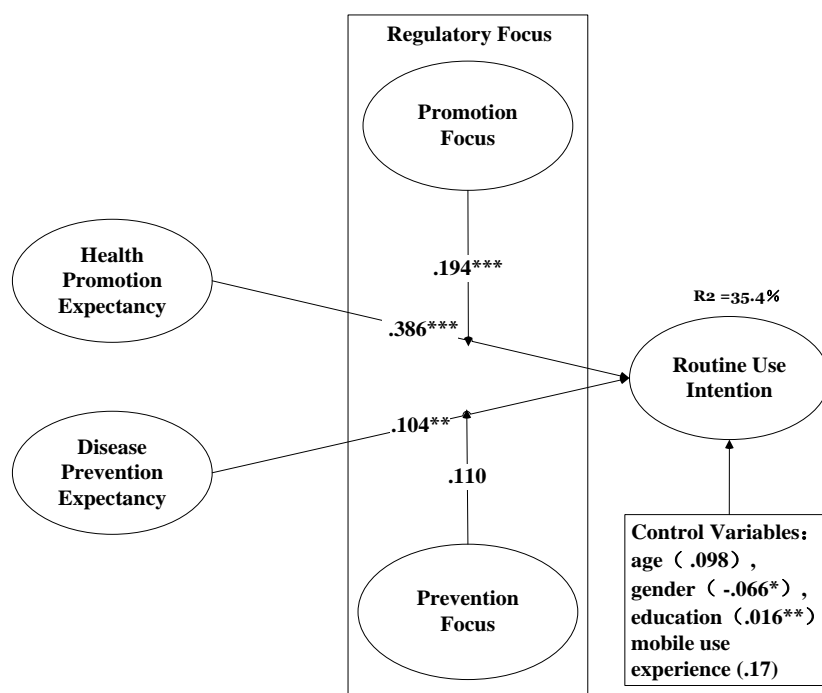 Regulatory Focus
Promotion
Focus
.194***
Health
Promotion
Expectancy
.386***
R2 =35.4%
Routine Use
Intention
Disease
Prevention
Expectancy
.104**
.110
Prevention
Focus
Control Variables：
age（ .098）,
gender（ -.066*）,
education（.016**）
mobile use
experience (.17)